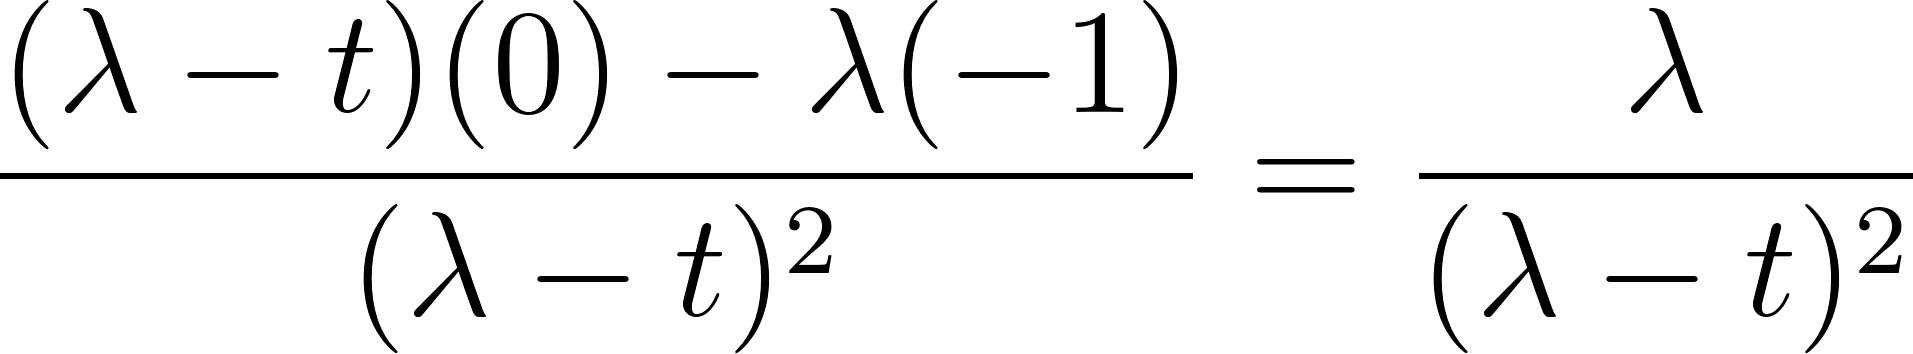 \frac{(\lambda - t)(0) - \lambda(-1)}{(\lambda - t)^2} = \frac{\lambda}{(\lambda - t)^2}